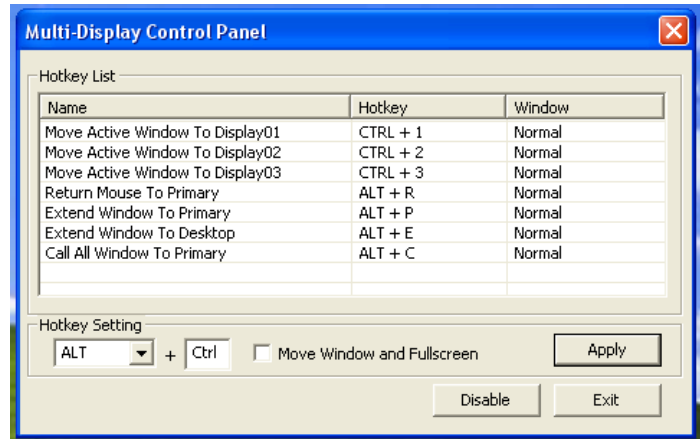 Multi-Display Control Panel
Hotkey List
Name Hotkey Window
Move Active Window To Display01 CTRL + 1 Normal
Move Active Window To Display02 CTRL + 2 Normal
Move Active Window To Display03 CTRL + 3 Normal
Return Mouse To Primary ALT + R Normal
Extend Window To Primary ALT + P Normal
Extend Window To Desktop ALT + E Normal
Call All Window To Primary ALT + C Normal
Hotkey Setting
ALT + Ctrl Move Window and Fullscreen Apply
Disable Exit